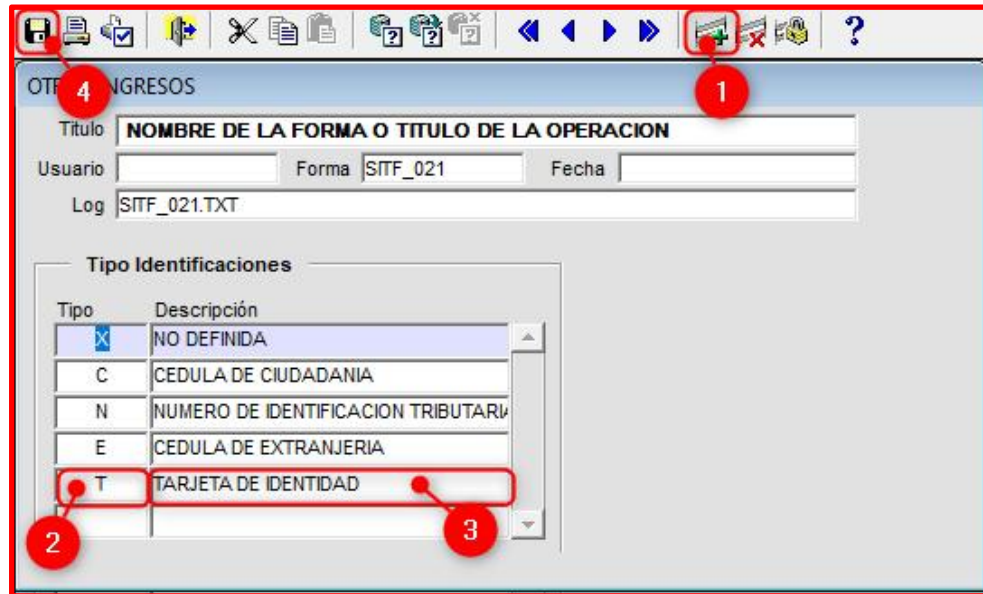 4
1
OTR NGRESOS
Titulo NOMBRE DE LA FORMA O TITULO DE LA OPERACION
Usuario Forma SITF_021 Fecha
Log SITF_021.TXT
Tipo Identificaciones
Tipo Descripción
X NO DEFINIDA
C CEDULA DE CIUDADANIA
N NUMERO DE IDENTIFICACION TRIBUTARI
E CEDULA DE EXTRANJERIA
T TARJETA DE IDENTIDAD
2
3